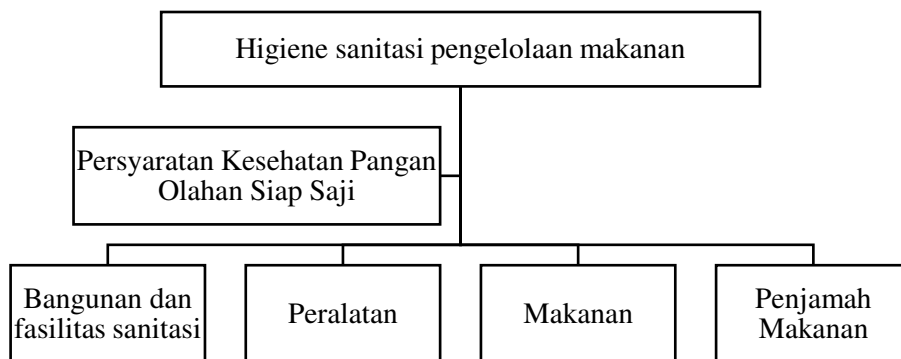 Higiene sanitasi pengelolaan makanan
Persyaratan Kesehatan Pangan
Olahan Siap Saji
Bangunan dan
fasilitas sanitasi
Peralatan
Makanan
Penjamah
Makanan